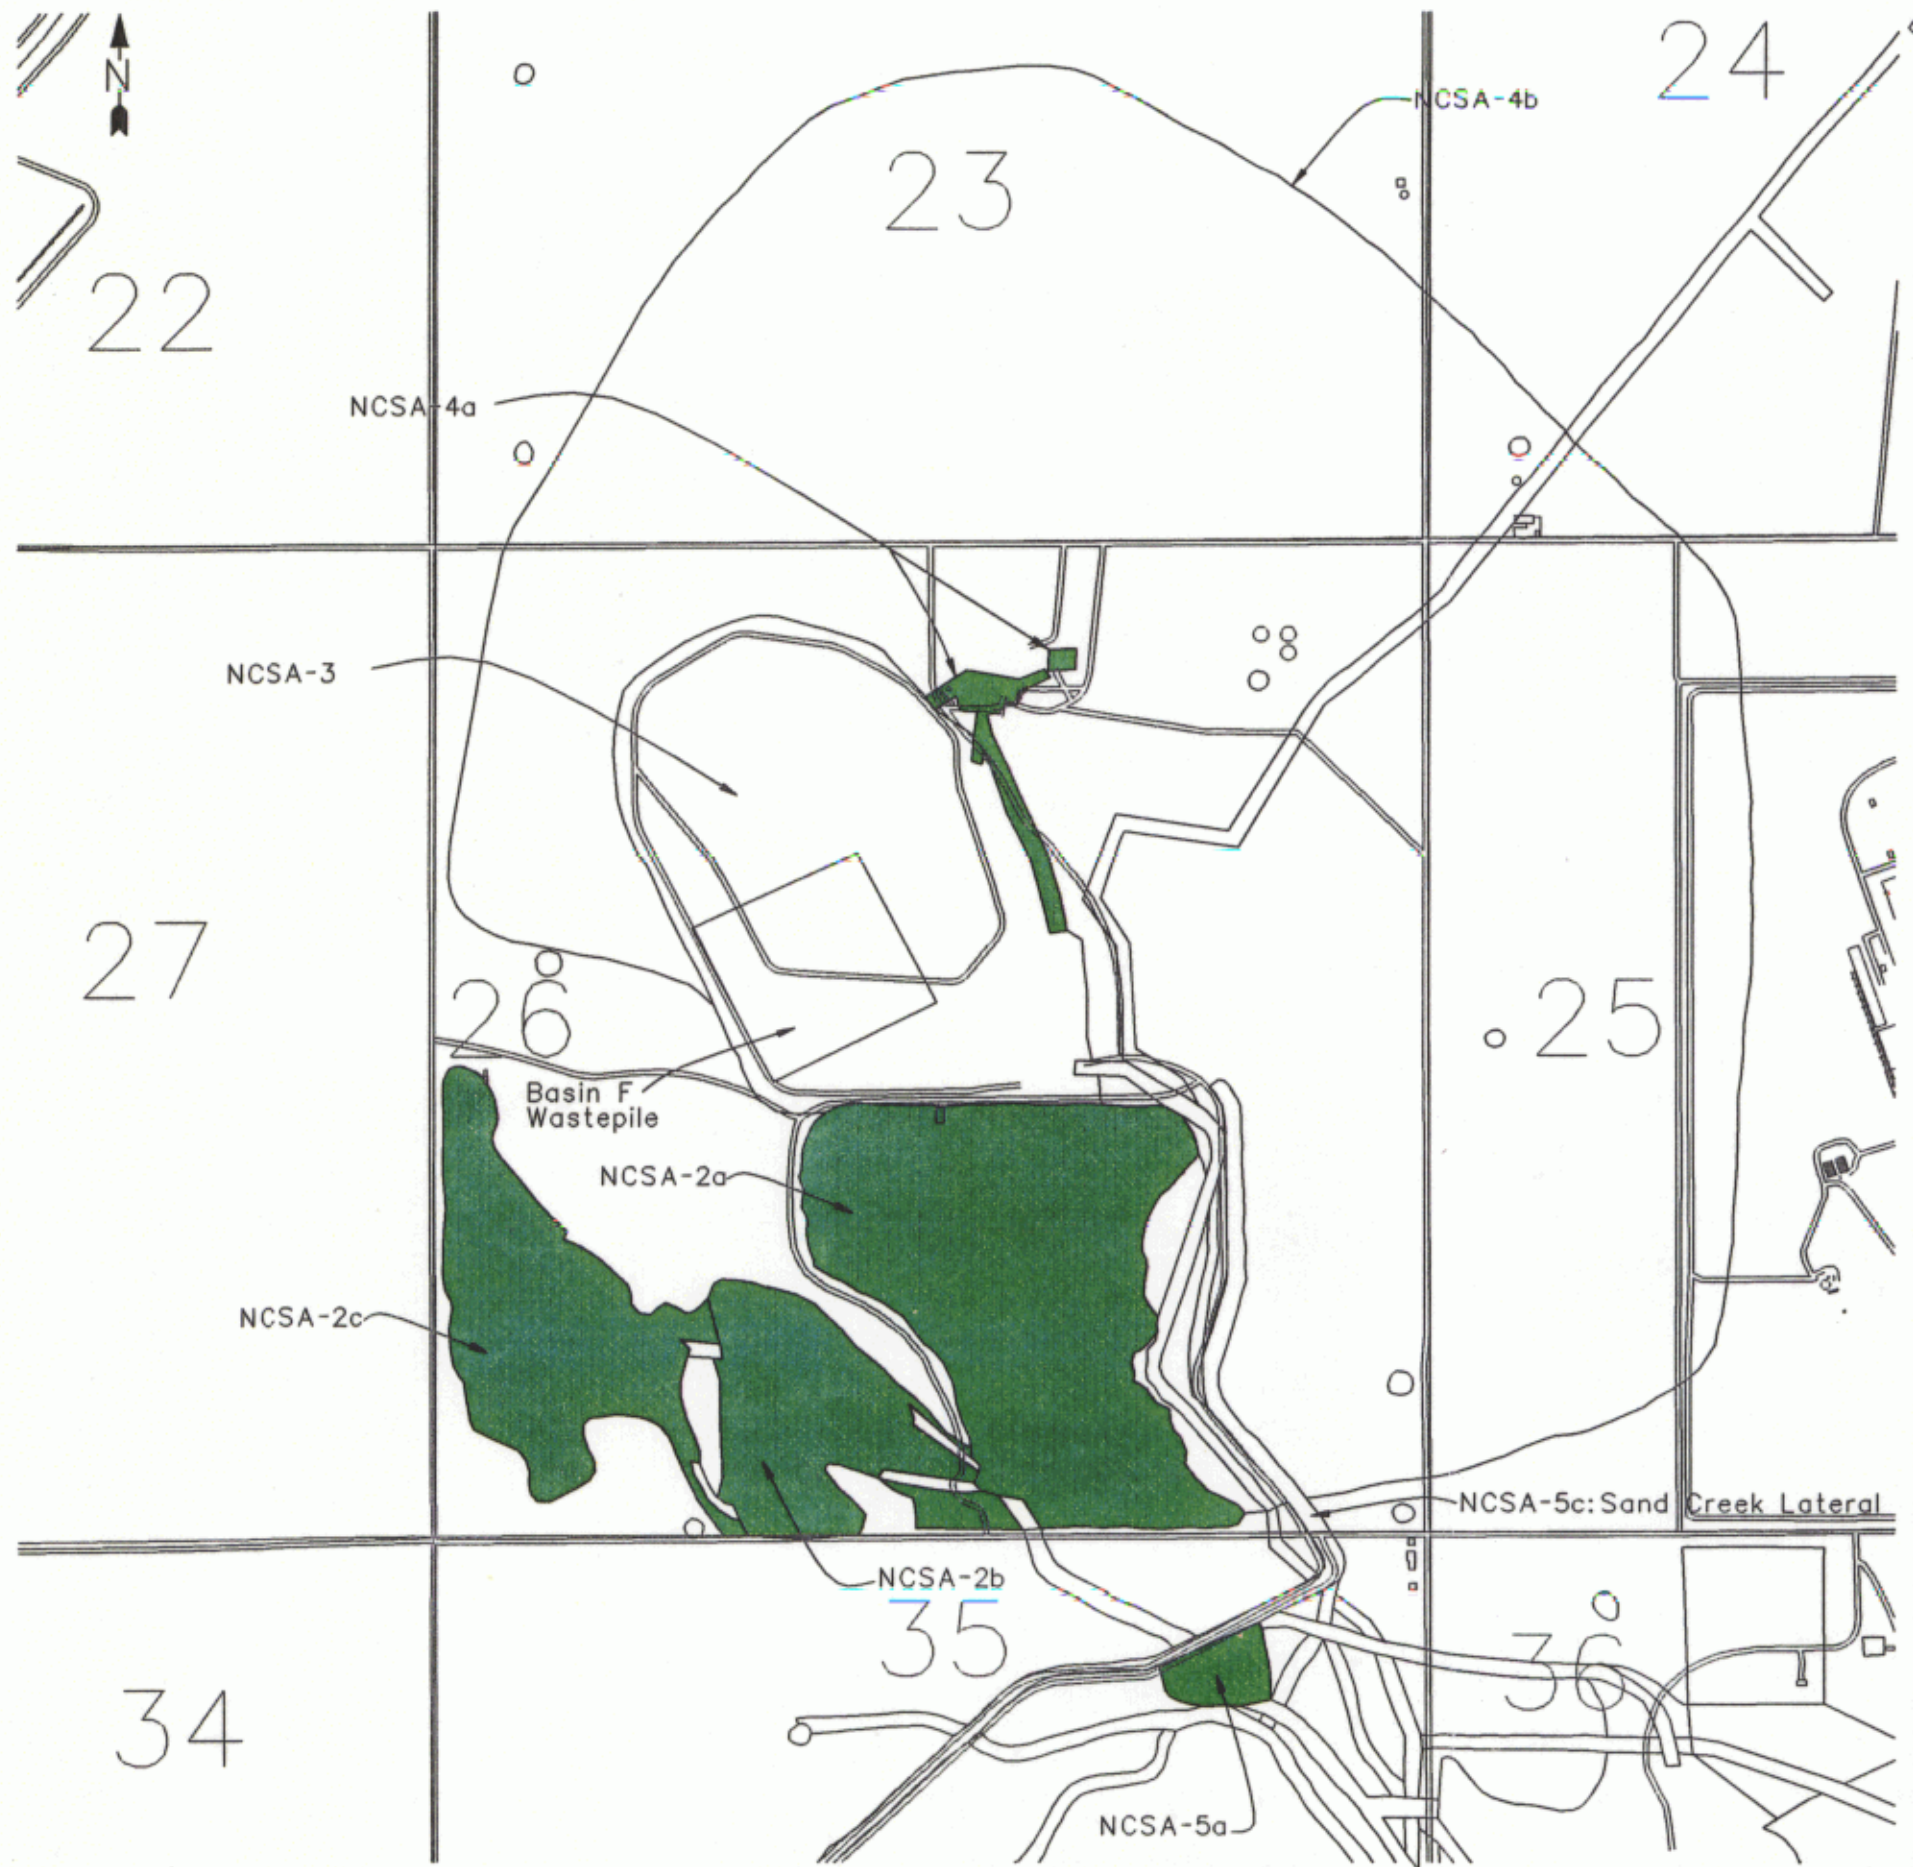 N
24
NCSA-4b
23
22
NCSA-4a
NCSA-3
27
26
25
Basin F
Wastepile
NCSA-2a
NCSA-2c
NCSA-5c: Sand Creek Lateral
NCSA-2b
35
36
34
NCSA-5a